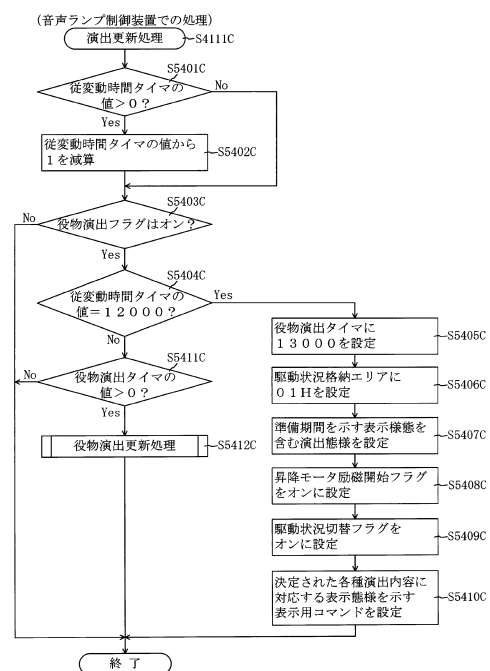 (音声ランプ制御装置での処理)
演出更新処理
S4111C
S5401C
従変動時間タイマの
値>0?
No
Yes
従変動時間タイマの値から
1を減算
S5402C
S5403C
役物演出フラグはオン?
No
Yes
S5404C
従変動時間タイマの
値=12000?
Yes
No
役物演出タイマに
13000を設定
S5405C
駆動状況格納エリアに
01Hを設定
S5406C
準備期間を示す表示様態を
含む演出態様を設定
S5407C
昇降モータ励磁開始フラグ
をオンに設定
S5408C
駆動状況切替フラグを
オンに設定
S5409C
決定された各種演出内容に
対応する表示態様を示す
表示用コマンドを設定
S5410C
S5411C
役物演出タイマの
値>0?
No
Yes
役物演出更新処理
S5412C
終了